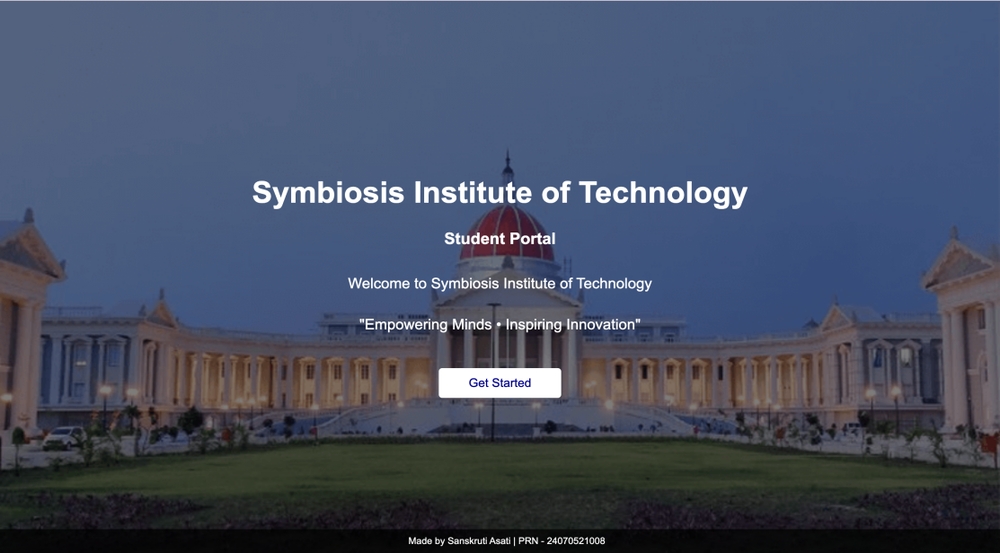 Symbiosis Institute of Technology
Student Portal
Welcome to Symbiosis Institute of Technology
"Empowering Minds • Inspiring Innovation"
Get Started
Made by Sanskruti Asati | PRN - 24070521008